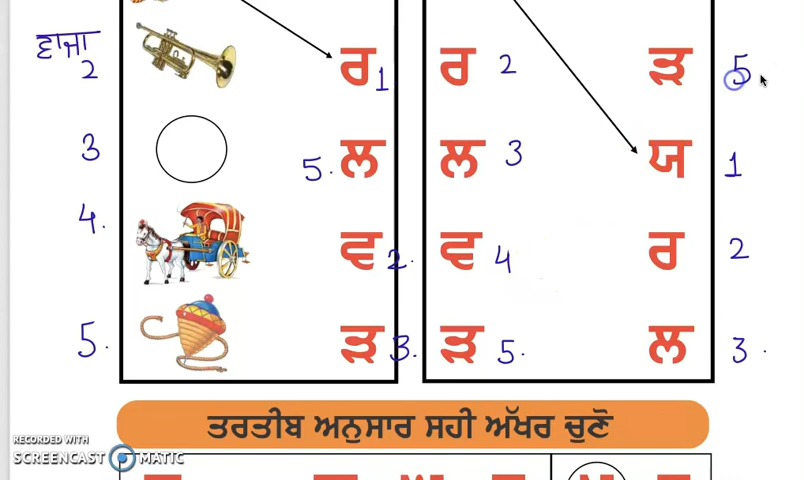 ਵਾਜਾ
2 ਰ 1 ਰ 2 ੜ 5
3 5. ਲ ਲ 3 ਯ 1
4. ਵ 2. ਵ 4 ਰ 2
5. ੜ 3. ੜ 5. ਲ 3.
ਤਰਤੀਬ ਅਨੁਸਾਰ ਸਹੀ ਅੱਖਰ ਚੁਣੋ
RECORDED WITH
SCREENCAST MATIC